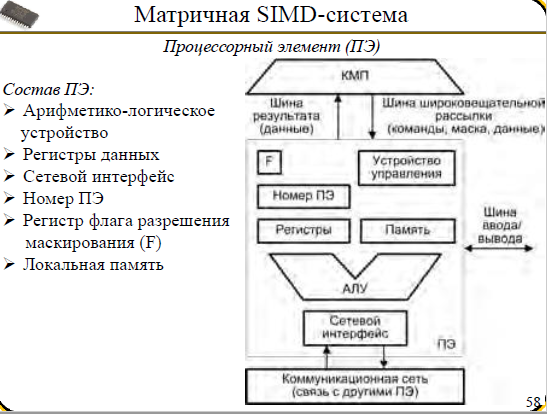 Матричная SIMD-система
Процессорный элемент (ПЭ)
Состав ПЭ:
Арифметико-логическое
устройство
Регистры данных
Сетевой интерфейс
Номер ПЭ
Регистр флага разрешения
маскирования (F)
Локальная память
КМП
Шина
результата
(данные)
Шина широковещательной
рассылки
(команды, маска, данные)
F
Устройство
управления
Номер ПЭ
Регистры
Память
Шина
ввода/
вывода
АЛУ
Сетевой
интерфейс
ПЭ
Коммуникационная сеть
(связь с другими ПЭ)
58